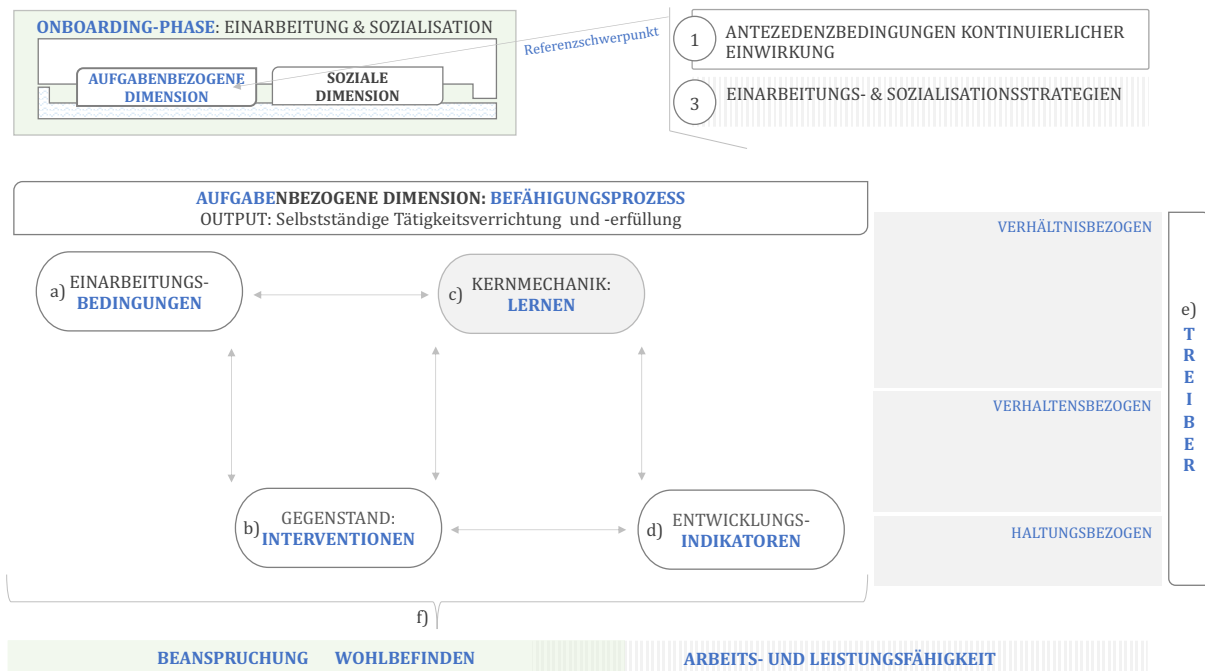 ONBOARDING-PHASE: EINARBEITUNG & SOZIALISATION
AUFGABENBEZOGENE
DIMENSION
SOZIALE
DIMENSION
Referenzschwerpunkt
1
ANTEZEDENZBEDINGUNGEN KONTINUIERLICHER
EINWIRKUNG
3
EINARBEITUNGS- & SOZIALISATIONSSTRATEGIEN
AUFGABENBEZOGENE DIMENSION: BEFÄHIGUNGSPROZESS
OUTPUT: Selbstständige Tätigkeitsverrichtung und -erfüllung
a)
EINARBEITUNGS-
BEDINGUNGEN
c)
KERNMECHANIK:
LERNEN
b)
GEGENSTAND:
INTERVENTIONEN
d)
ENTWICKLUNGS-
INDIKATOREN
VERHÄLTNISBEZOGEN
VERHALTENSBEZOGEN
HALTUNGSBEZOGEN
e)
T
R
E
I
B
E
R
f)
BEANSPRUCHUNG WOHLBEFINDEN
ARBEITS- UND LEISTUNGSFÄHIGKEIT